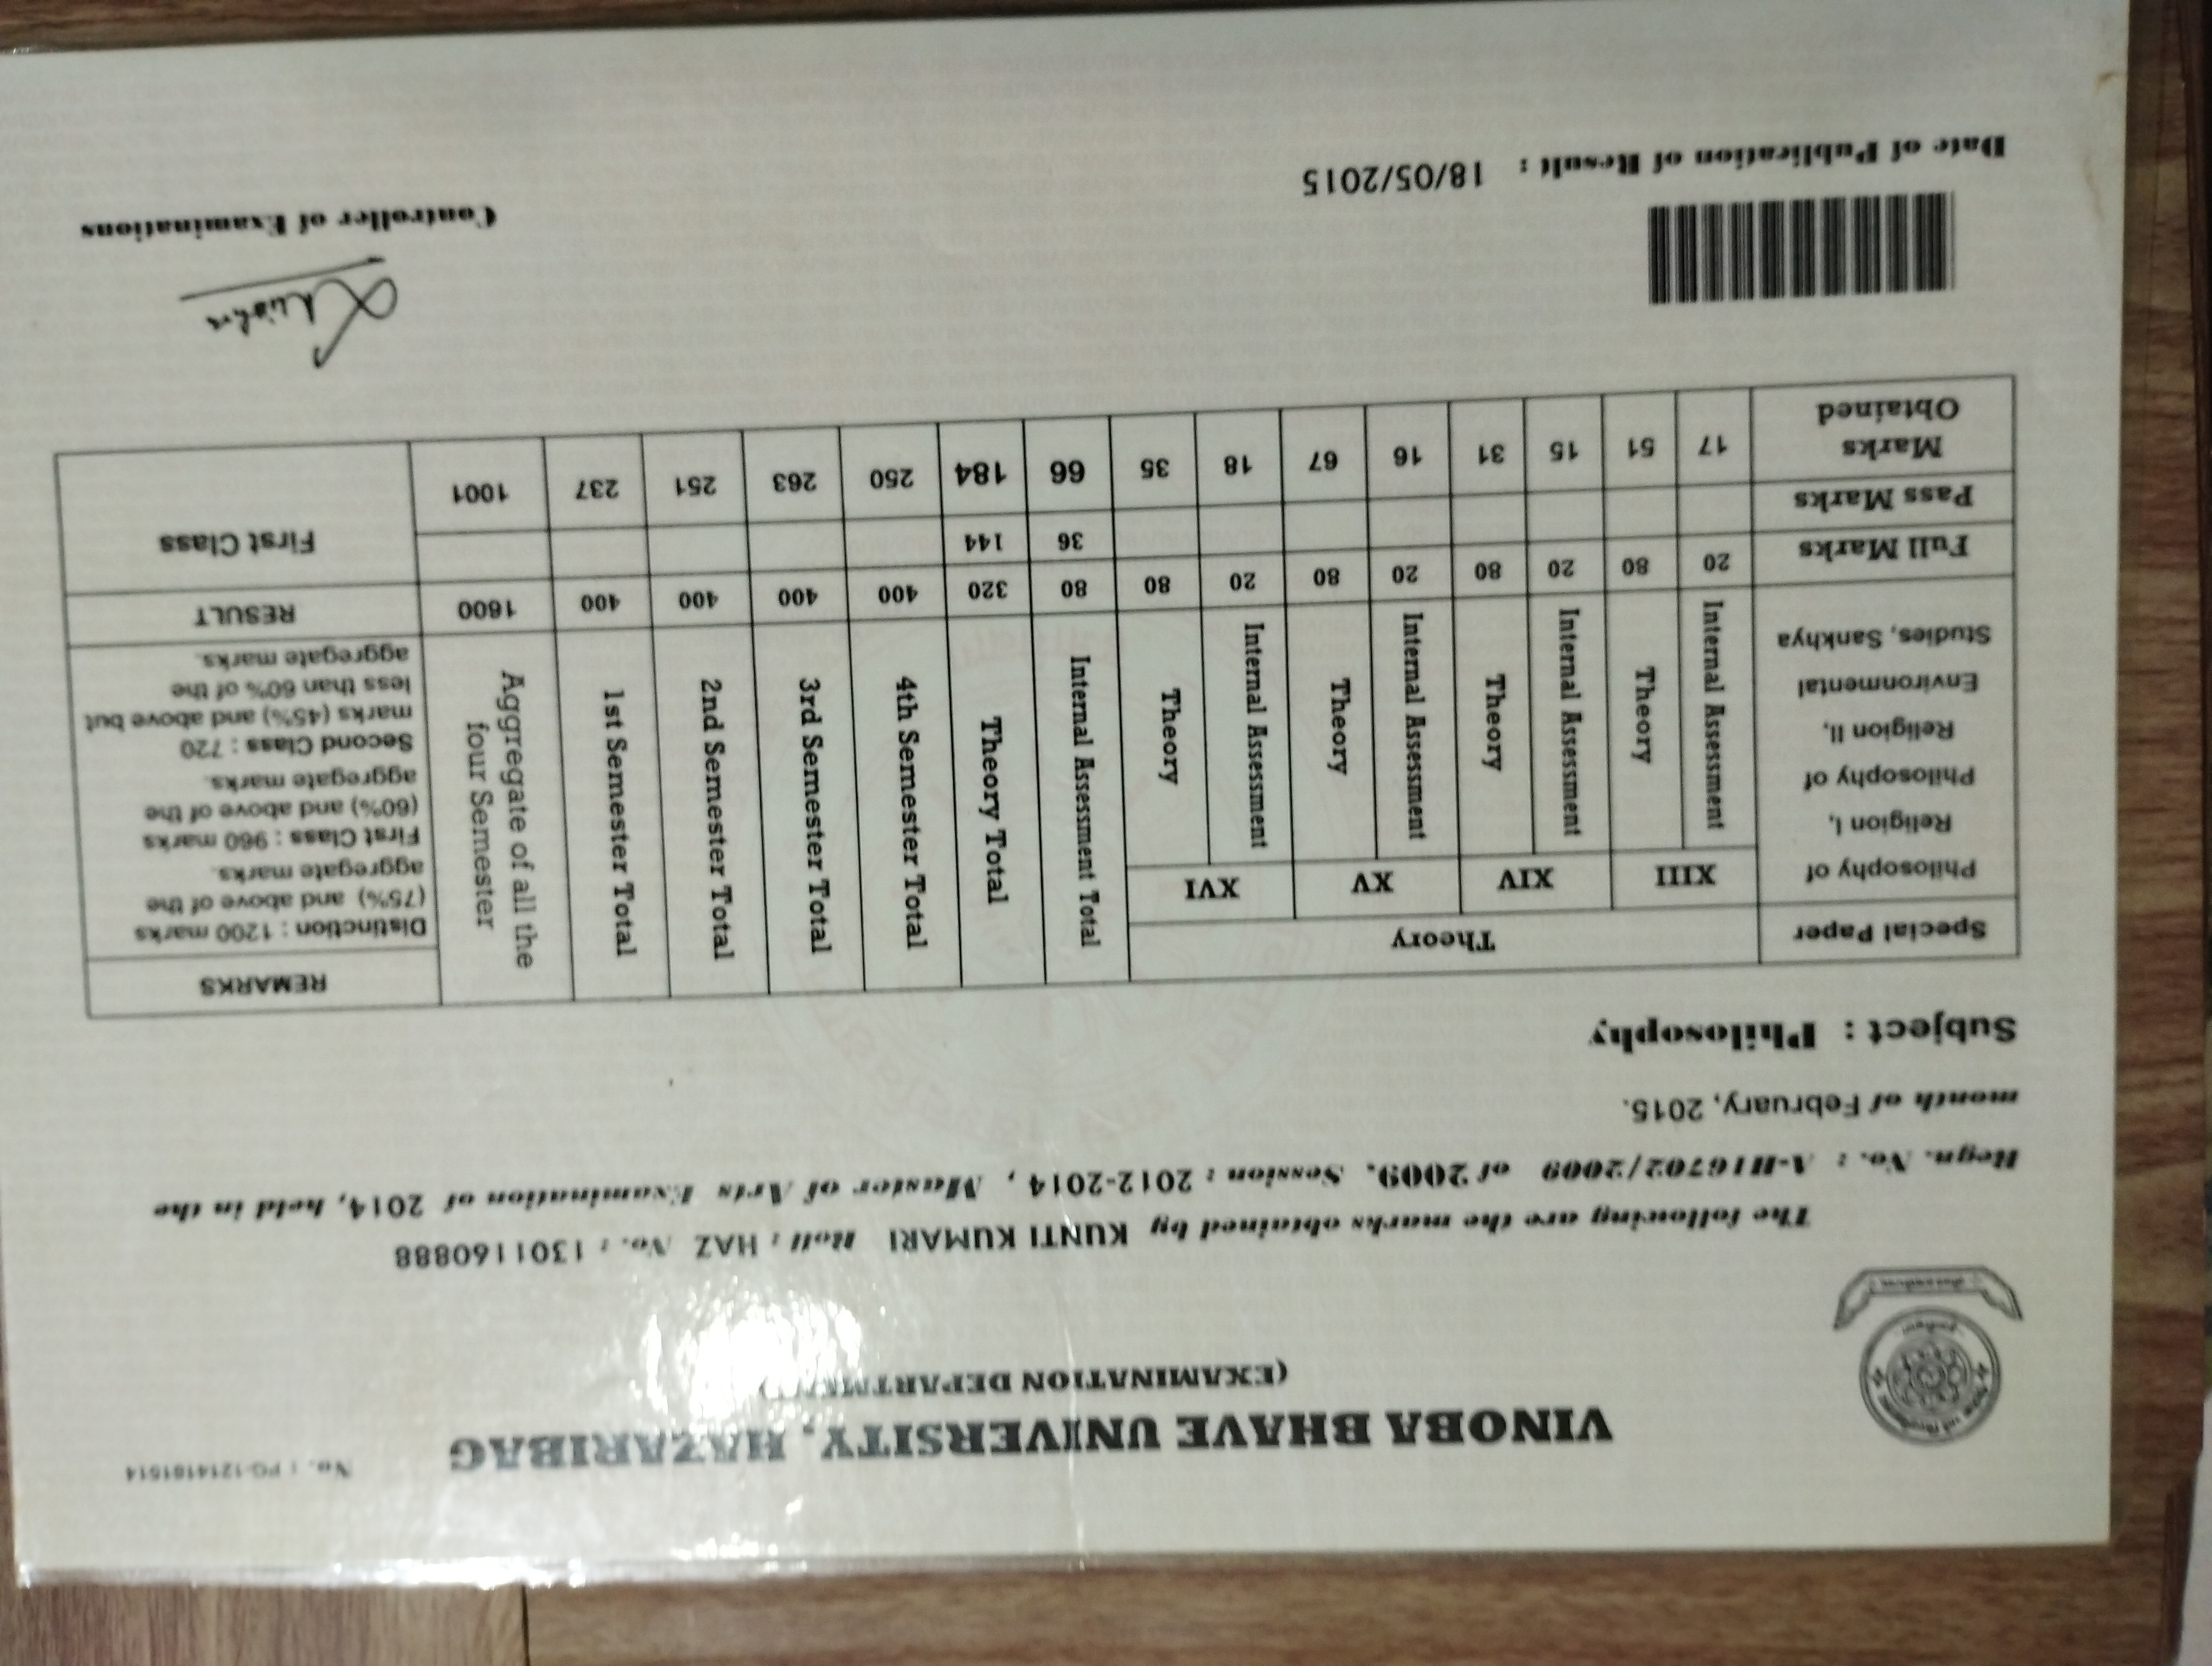 No. : PG-1214181514
VINOBA BHAVE UNIVERSITY, HAZARIBAG
(EXAMINATION DEPARTMENT)
The following are the marks obtained by KUNTI KUMARI Roll : HAZ No. : 1301160888
Regn. No. : A-H16702/2009 of 2009. Session : 2012-2014 , Master of Arts Examination of 2014, held in the
month of February, 2015.
Subject : Philosophy
Special Paper
Theory
Internal Assessment Total
Theory Total
4th Semester Total
3rd Semester Total
2nd Semester Total
1st Semester Total
Aggregate of all the
four Semester
REMARKS
Philosophy of
Religion I,
Philosophy of
Religion II,
Environmental
Studies, Sankhya
XIII XIV XV XVI
Internal Assessment
Theory
Internal Assessment
Theory
Internal Assessment
Theory
Internal Assessment
Theory
Distinction : 1200 marks
(75%) and above of the
aggregate marks.
First Class : 960 marks
(60%) and above of the
aggregate marks.
Second Class : 720
marks (45%) and above but
less than 60% of the
aggregate marks.
Full Marks 20 80 20 80 20 80 20 80 80 320 400 400 400 400 1600 RESULT
Pass Marks 36 144 First Class
Marks
Obtained 17 51 15 31 16 67 18 35 66 184 250 263 251 237 1001
Controller of Examinations
Date of Publication of Result : 18/05/2015